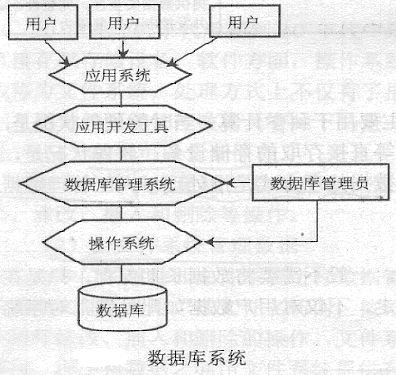 用户 用户 用户
应用系统
应用开发工具
数据库管理系统 数据库管理员
操作系统
数据库
数据库系统